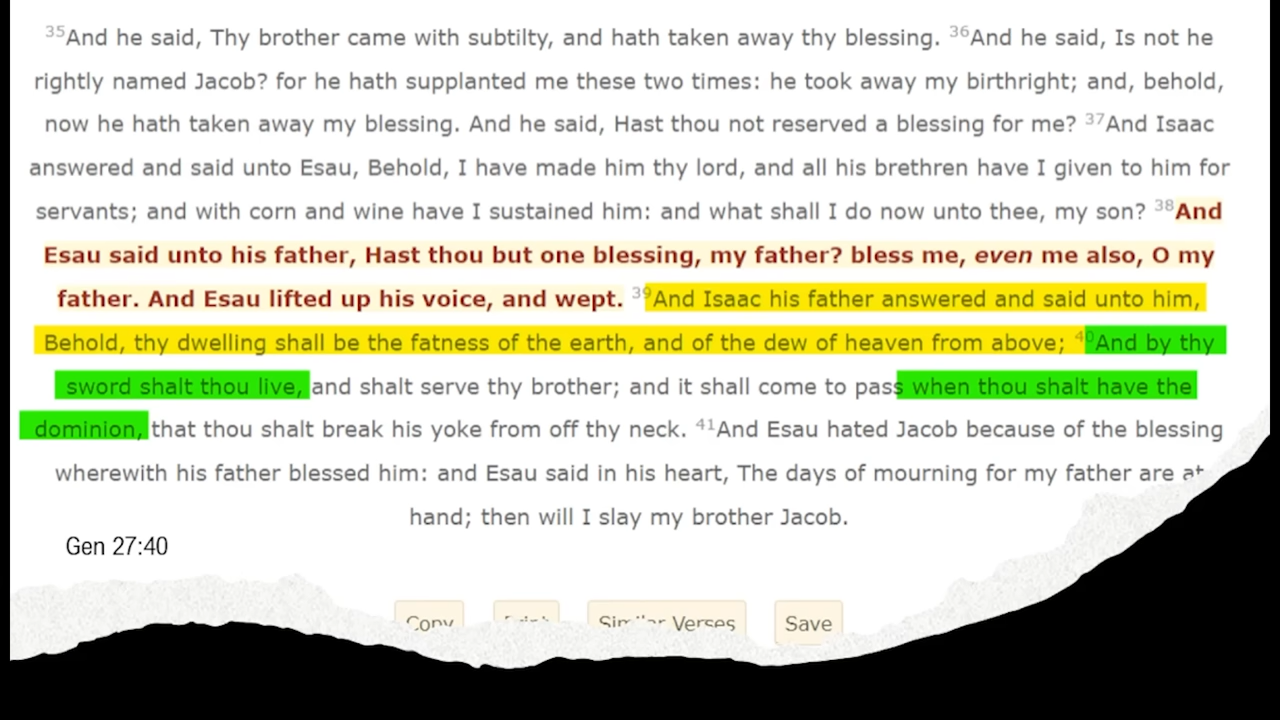 35And he said, Thy brother came with subtilty, and hath taken away thy blessing. 36And he said, Is not he
rightly named Jacob? for he hath supplanted me these two times: he took away my birthright; and, behold,
now he hath taken away my blessing. And he said, Hast thou not reserved a blessing for me? 37And Isaac
answered and said unto Esau, Behold, I have made him thy lord, and all his brethren have I given to him for
servants; and with corn and wine have I sustained him: and what shall I do now unto thee, my son? 38And
Esau said unto his father, Hast thou but one blessing, my father? bless me, even me also, O my
father. And Esau lifted up his voice, and wept. 39And Isaac his father answered and said unto him,
Behold, thy dwelling shall be the fatness of the earth, and of the dew of heaven from above; 40And by thy
sword shalt thou live, and shalt serve thy brother; and it shall come to pass when thou shalt have the
dominion, that thou shalt break his yoke from off thy neck. 41And Esau hated Jacob because of the blessing
wherewith his father blessed him: and Esau said in his heart, The days of mourning for my father are at
hand; then will I slay my brother Jacob.
Gen 27:40
Copy Print Similar Verses Save